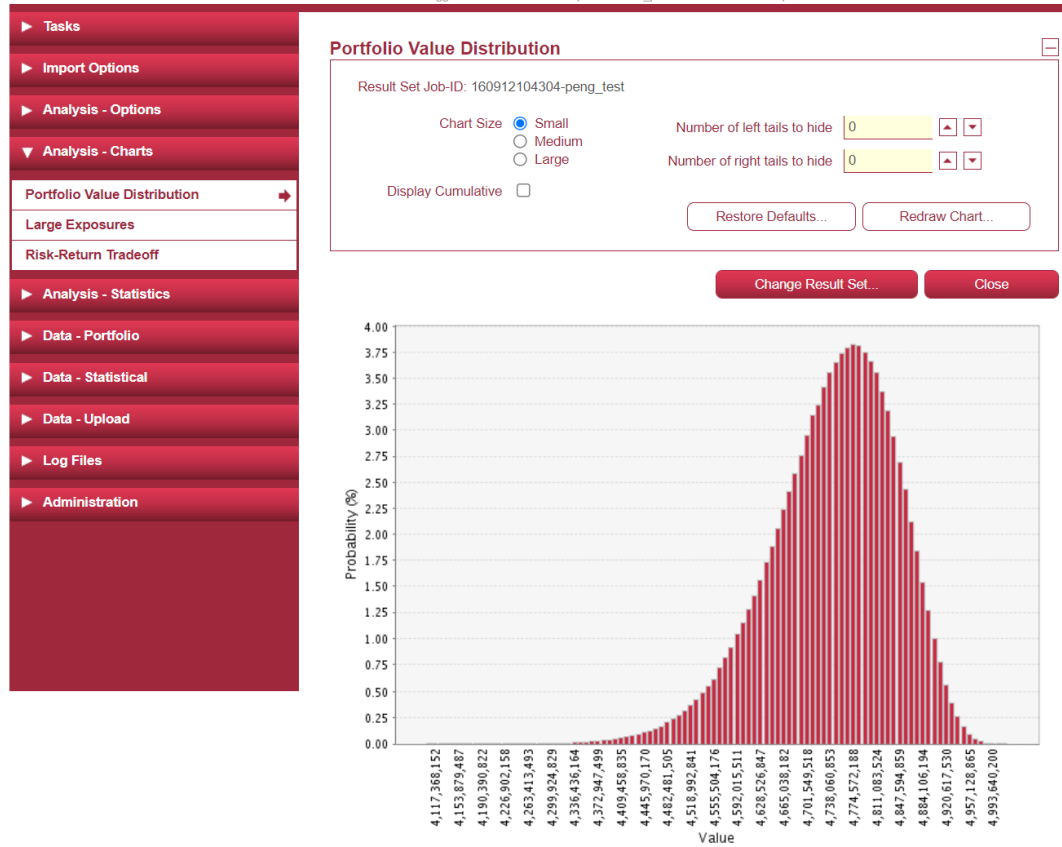 Tasks
Import Options
Analysis - Options
Analysis - Charts
Portfolio Value Distribution
Large Exposures
Risk-Return Tradeoff
Analysis - Statistics
Data - Portfolio
Data - Statistical
Data - Upload
Log Files
Administration
Portfolio Value Distribution
Result Set Job-ID: 160912104304-peng_test
Chart Size
Small
Medium
Large
Display Cumulative
Number of left tails to hide 0
Number of right tails to hide 0
Restore Defaults...
Redraw Chart...
Change Result Set...
Close
Probability (%)
4.00
3.75
3.50
3.25
3.00
2.75
2.50
2.25
2.00
1.75
1.50
1.25
1.00
0.75
0.50
0.25
0.00
4,117,368,152
4,153,879,487
4,190,390,822
4,226,902,158
4,263,413,493
4,299,924,829
4,336,436,164
4,372,947,499
4,409,458,835
4,445,970,170
4,482,481,505
4,518,992,841
4,555,504,176
4,592,015,511
4,628,526,847
4,665,038,182
4,701,549,518
4,738,060,853
4,774,572,188
4,811,083,524
4,847,594,859
4,884,106,194
4,920,617,530
4,957,128,865
4,993,640,200
Value